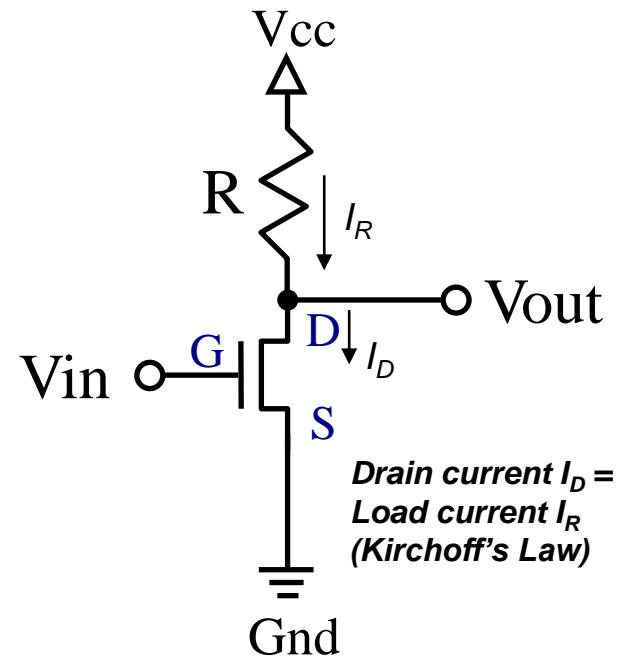 Vcc
R
I_R
Vout
D
I_D
G
Vin
S
Drain current I_D =
Load current I_R
(Kirchoff's Law)
Gnd